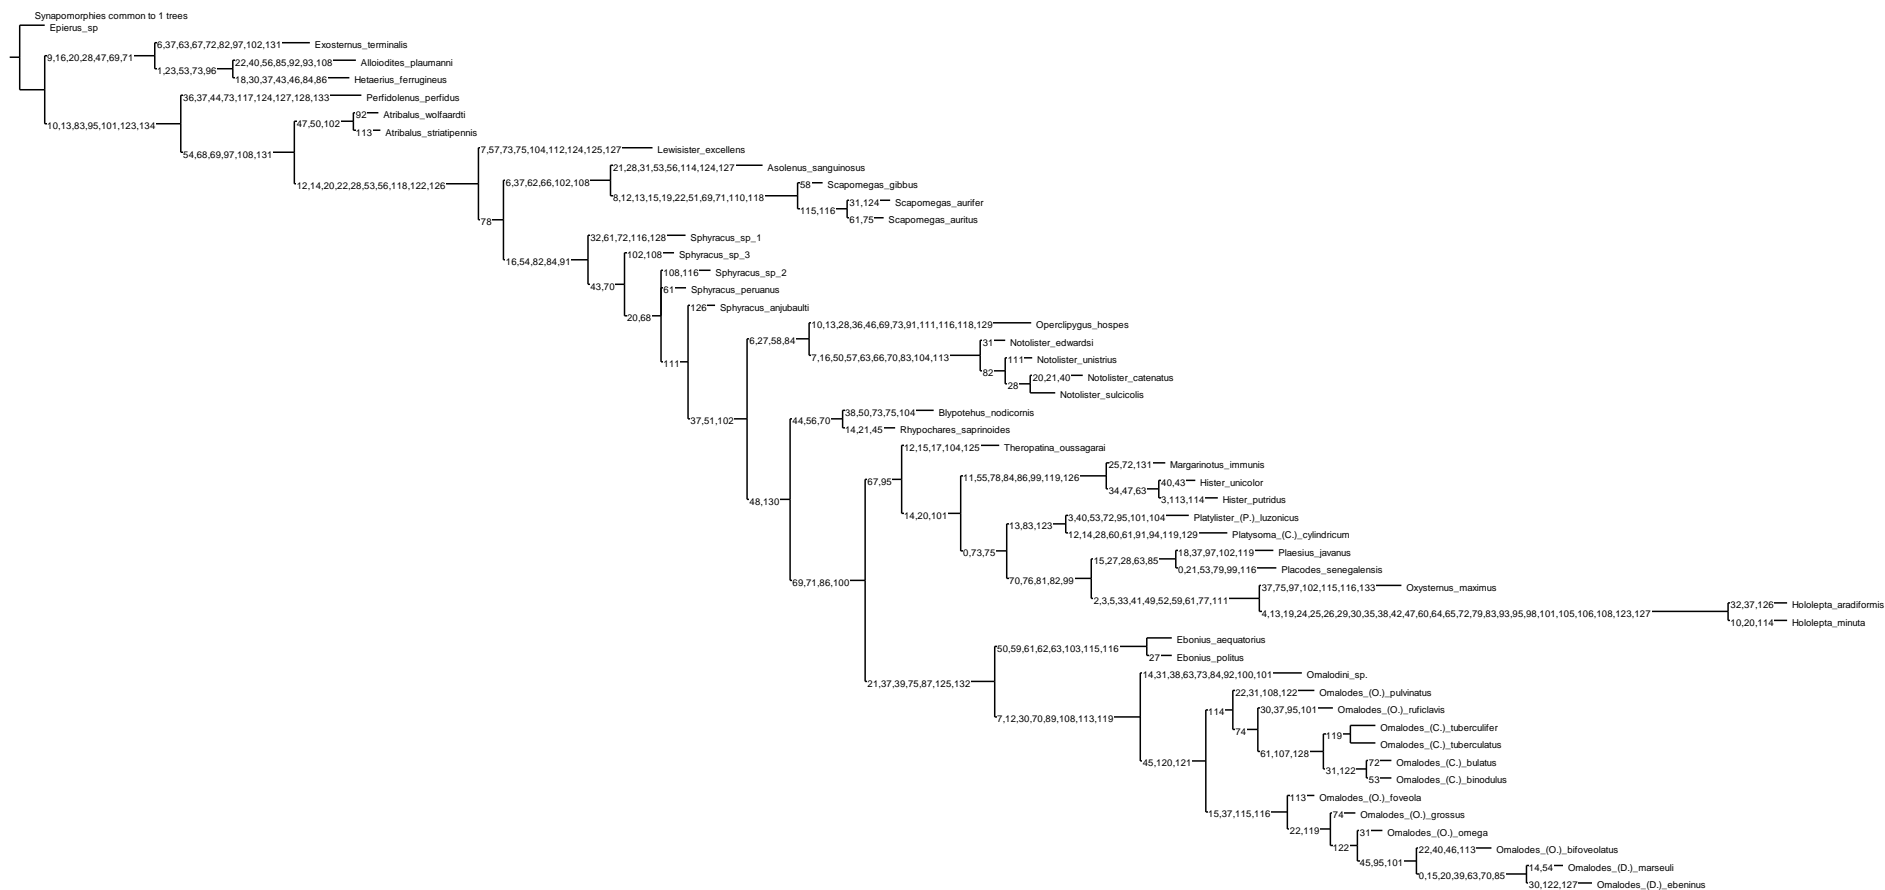 Synapomorphies common to 1 trees
Epierus_sp
6,37,63,67,72,82,97,102,131 Exosternus_terminalis
9,16,20,28,47,69,71
22,40,56,85,92,93,108 Alloiodites_plaumanni
1,23,53,73,96
18,30,37,43,46,84,86 Hetaerius_ferrugineus
36,37,44,73,117,124,127,128,133 Perfidolenus_perfidus
92 Atribalus_wolfaardti
47,50,102
10,13,83,95,101,123,134
113 Atribalus_striatipennis
7,57,73,75,104,112,124,125,127 Lewisister_excellens
54,68,69,97,108,131
21,28,31,53,56,114,124,127 Asolenus_sanguinosus
6,37,62,66,102,108
12,14,20,22,28,53,56,118,122,126
58 Scapomegas_gibbus
8,12,13,15,19,22,51,69,71,110,118
31,124 Scapomegas_aurifer
115,116
61,75 Scapomegas_auritus
78
32,61,72,116,128 Sphyracus_sp_1
102,108 Sphyracus_sp_3
16,54,82,84,91
108,116 Sphyracus_sp_2
43,70
61 Sphyracus_peruanus
126 Sphyracus_anjubaulti
20,68
10,13,28,36,46,69,73,91,111,116,118,129 Operclipygus_hospes
6,27,58,84
31 Notolister_edwardsi
7,16,50,57,63,66,70,83,104,113
111 Notolister_unistrius
111
82
20,21,40 Notolister_catenatus
28
Notolister_sulcicolis
38,50,73,75,104 Blypotehus_nodicornis
37,51,102
44,56,70
14,21,45 Rhypochares_saprinoides
12,15,17,104,125 Theropatina_oussagarai
25,72,131 Margarinotus_immunis
11,55,78,84,86,99,119,126
67,95
40,43 Hister_unicolor
34,47,63
3,113,114 Hister_putridus
48,130
14,20,101
3,40,53,72,95,101,104 Platylister_(P.)_luzonicus
13,83,123
12,14,28,60,61,91,94,119,129 Platysoma_(C.)_cylindricum
0,73,75
18,37,97,102,119 Plaesius_javanus
15,27,28,63,85
0,21,53,79,99,116 Placodes_senegalensis
70,76,81,82,99
69,71,86,100
37,75,97,102,115,116,133 Oxysternus_maximus
2,3,5,33,41,49,52,59,61,77,111
32,37,126 Hololepta_aradiformis
4,13,19,24,25,26,29,30,35,38,42,47,60,64,65,72,79,83,93,95,98,101,105,106,108,123,127
10,20,114 Hololepta_minuta
Ebonius_aequatorius
50,59,61,62,63,103,115,116
27 Ebonius_politus
14,31,38,63,73,84,92,100,101 Omalodini_sp.
21,37,39,75,87,125,132
22,31,108,122 Omalodes_(O.)_pulvinatus
30,37,95,101 Omalodes_(O.)_ruficlavis
114
7,12,30,70,89,108,113,119
Omalodes_(C.)_tuberculifer
74
119
Omalodes_(C.)_tuberculatus
61,107,128
45,120,121
72 Omalodes_(C.)_bulatus
31,122
53 Omalodes_(C.)_binodulus
113 Omalodes_(O.)_foveola
15,37,115,116
74 Omalodes_(O.)_grossus
22,119
31 Omalodes_(O.)_omega
122
22,40,46,113 Omalodes_(O.)_bifoveolatus
45,95,101
14,54 Omalodes_(D.)_marseuli
0,15,20,39,63,70,85
30,122,127 Omalodes_(D.)_ebeninus